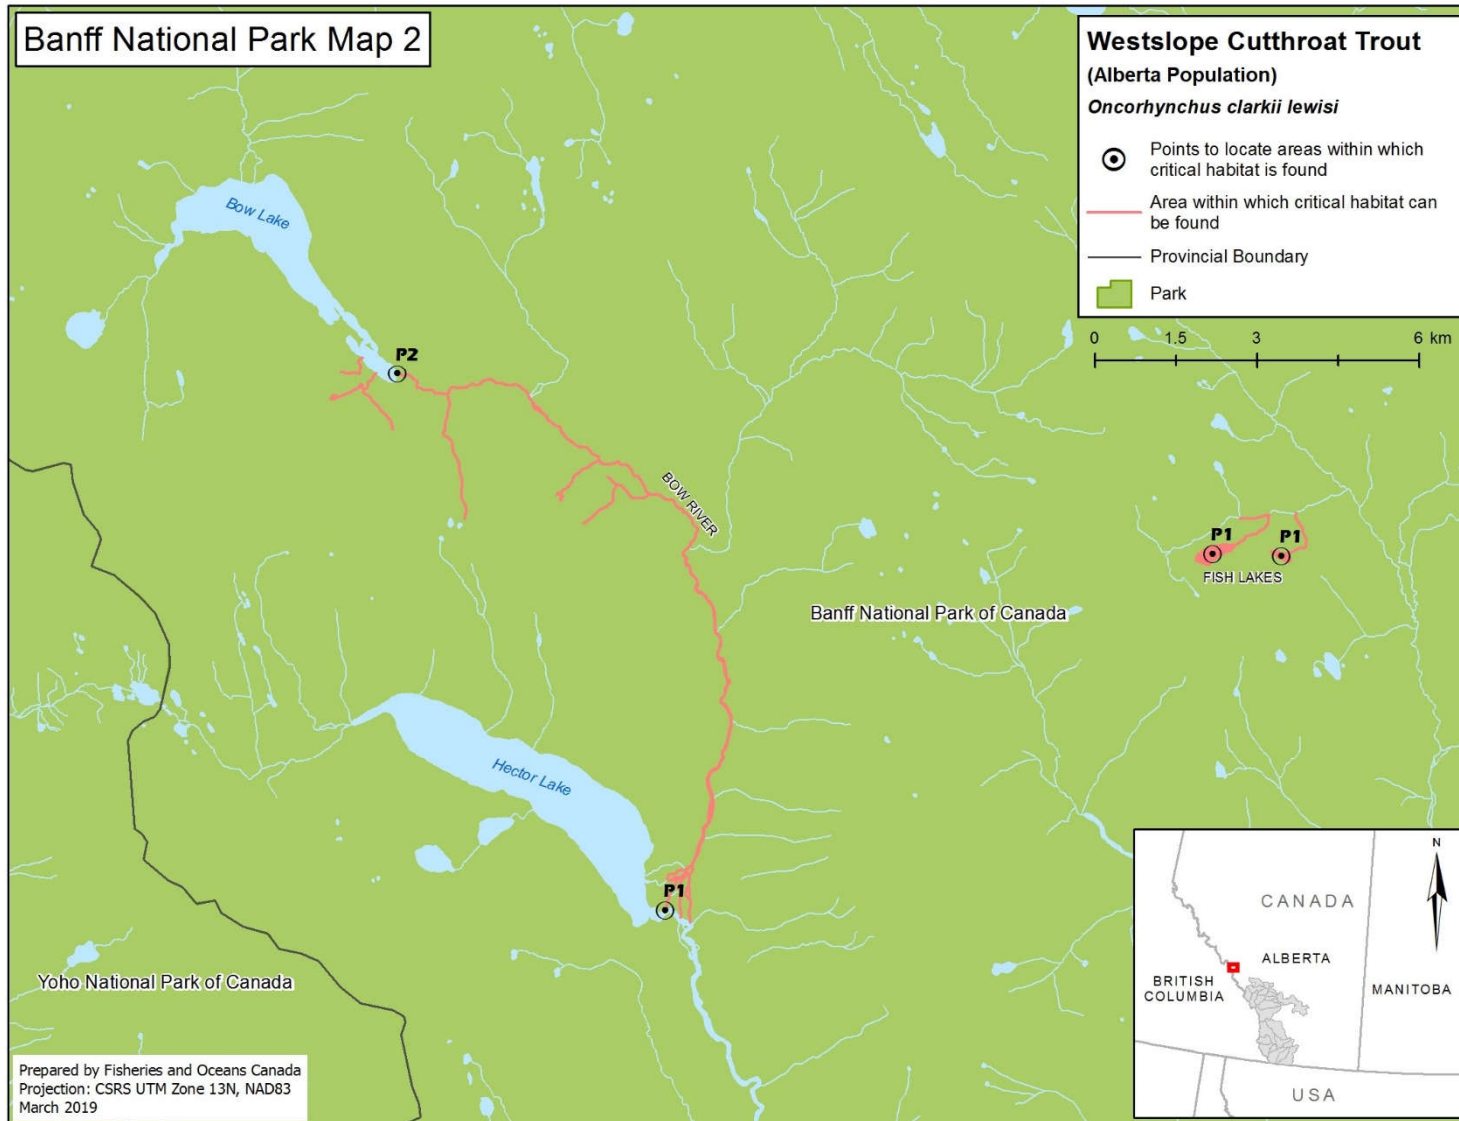 Banff National Park Map 2
Westslope Cutthroat Trout
(Alberta Population)
Oncorhynchus clarkii lewisi
Points to locate areas within which
critical habitat is found
Area within which critical habitat can
be found
Provincial Boundary
Park
0 1.5 3 6 km
Bow Lake
P2
BOW RIVER
P1
P1
FISH LAKES
Banff National Park of Canada
Hector Lake
P1
Yoho National Park of Canada
N
CANADA
ALBERTA
BRITISH
COLUMBIA
MANITOBA
USA
Prepared by Fisheries and Oceans Canada
Projection: CSRS UTM Zone 13N, NAD83
March 2019